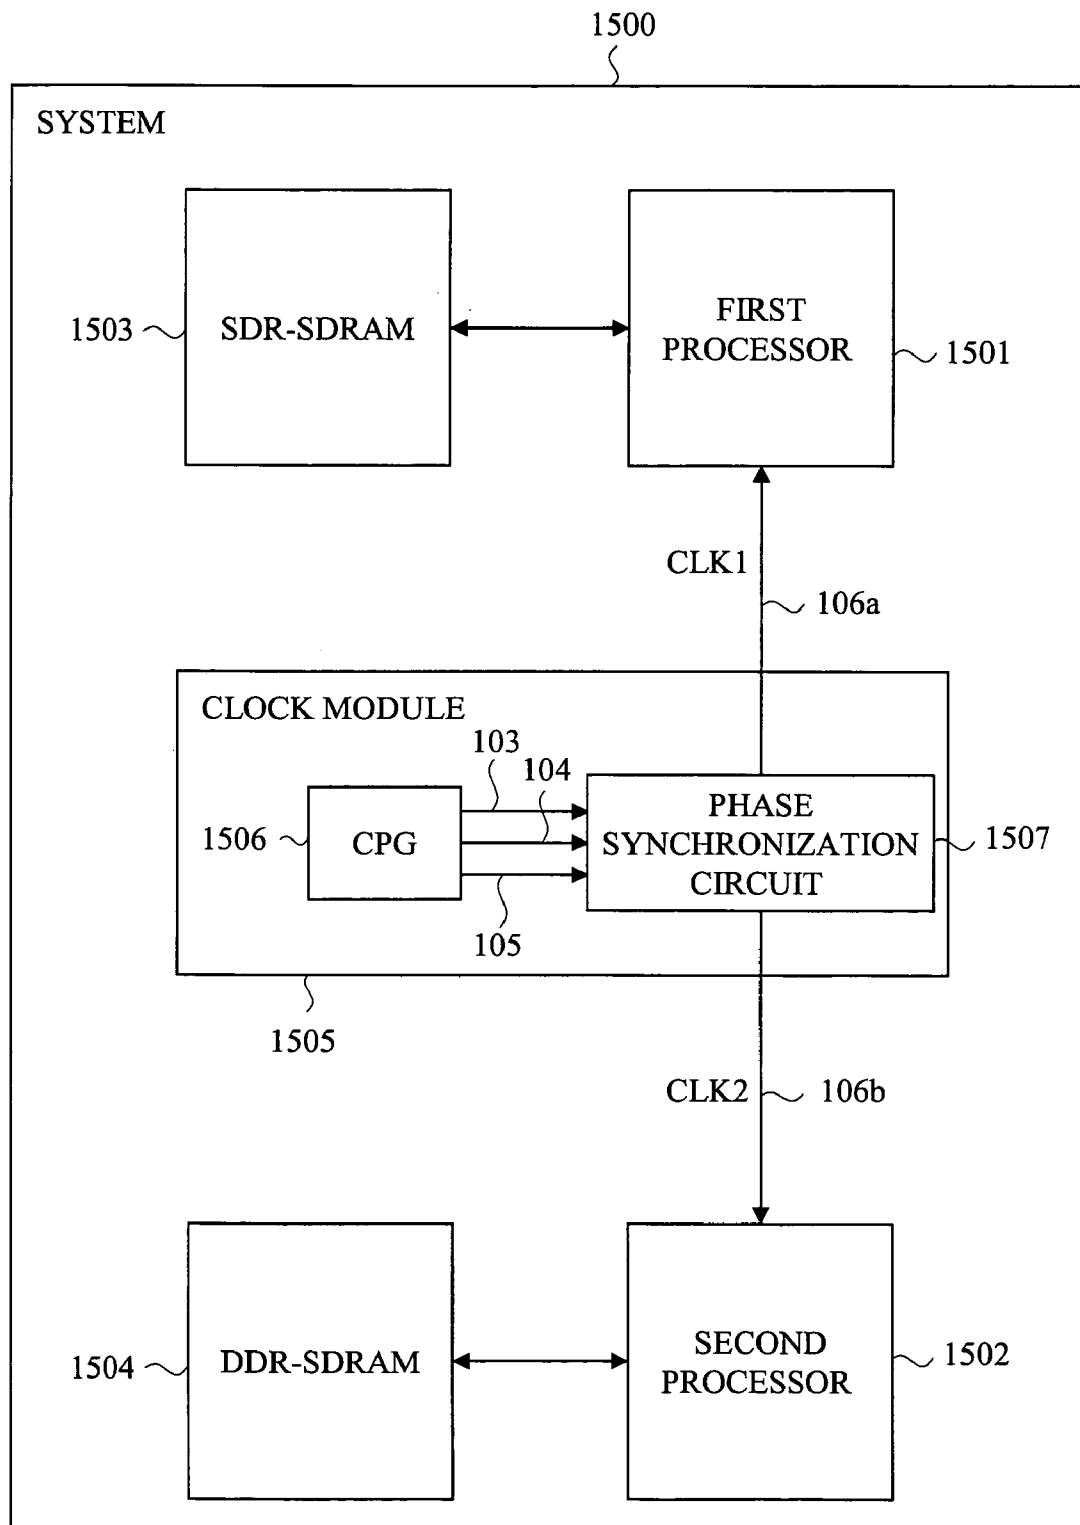 1500
SYSTEM
SDR-SDRAM
1503
FIRST
PROCESSOR
1501
CLK1
106a
CLOCK MODULE
103
104
1506
CPG
PHASE
SYNCHRONIZATION
CIRCUIT
1507
105
1505
CLK2
106b
1504
DDR-SDRAM
SECOND
PROCESSOR
1502